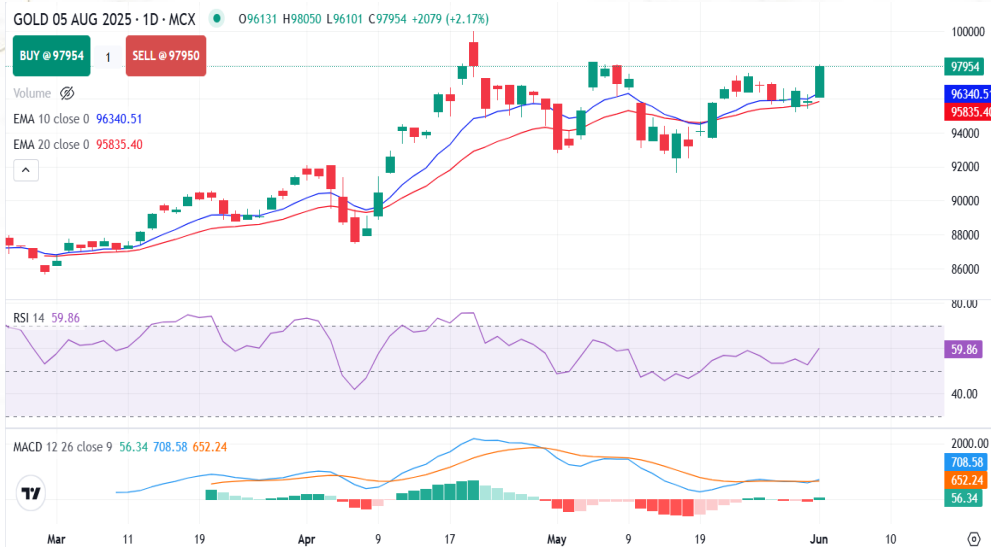 GOLD 05 AUG 2025 · 1D · MCX O96131 H98050 L96101 C97954 +2079 (+2.17%)
BUY @ 97954 1 SELL @ 97950
Volume
EMA 10 close 0 96340.51
EMA 20 close 0 95835.40
100000
97954
96340.51
95835.40
94000
92000
90000
88000
86000
RSI 14 59.86
80.00
59.86
40.00
MACD 12 26 close 9 56.34 708.58 652.24
2000.00
708.58
652.24
56.34
Mar 11 19 Apr 9 17 May 9 19 Jun 10